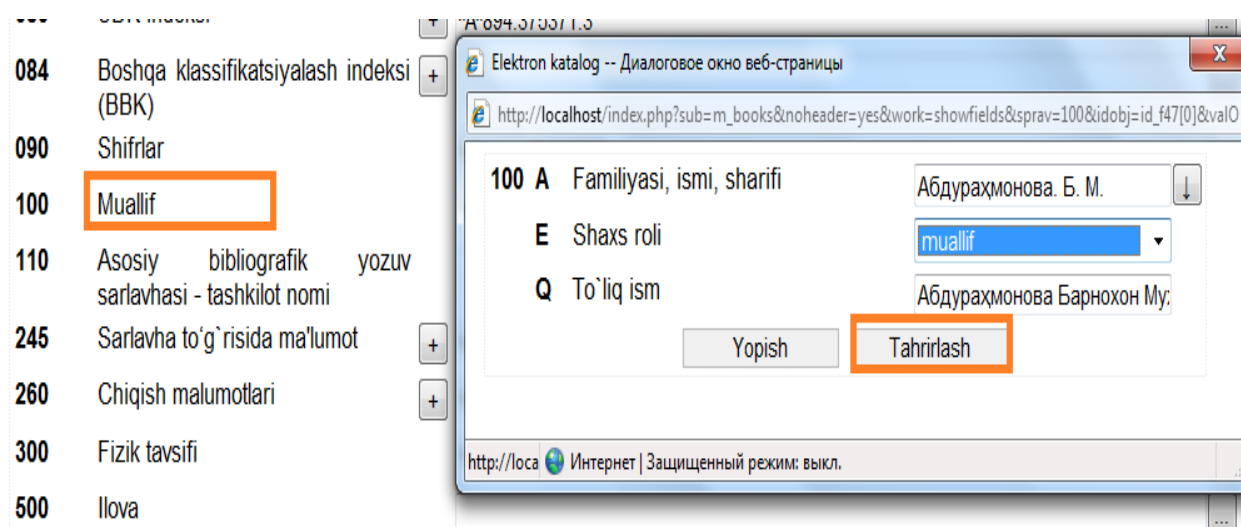 "A"894.375371.3
084 Boshqa klassifikatsiyalash indeksi +
(BBK)
090 Shifrlar
100 Muallif
110 Asosiy bibliografik yozuv
sarlavhasi - tashkilot nomi
245 Sarlavha to‘g`risida ma'lumot +
260 Chiqish malumotlari +
300 Fizik tavsifi
500 Ilova
...
Elektron katalog -- Диалоговое окно веб-страницы X
http://localhost/index.php?sub=m_books&noheader=yes&work=showfields&sprav=100&idobj=id_f47[0]&valO
100 A Familiyasi, ismi, sharifi Абдураҳмонова. Б. М. ↓
E Shaxs roli muallif
Q To`liq ism Абдураҳмонова Барнохон Му
Yopish Tahrirlash
http://loca Интернет | Защищенный режим: выкл.
...